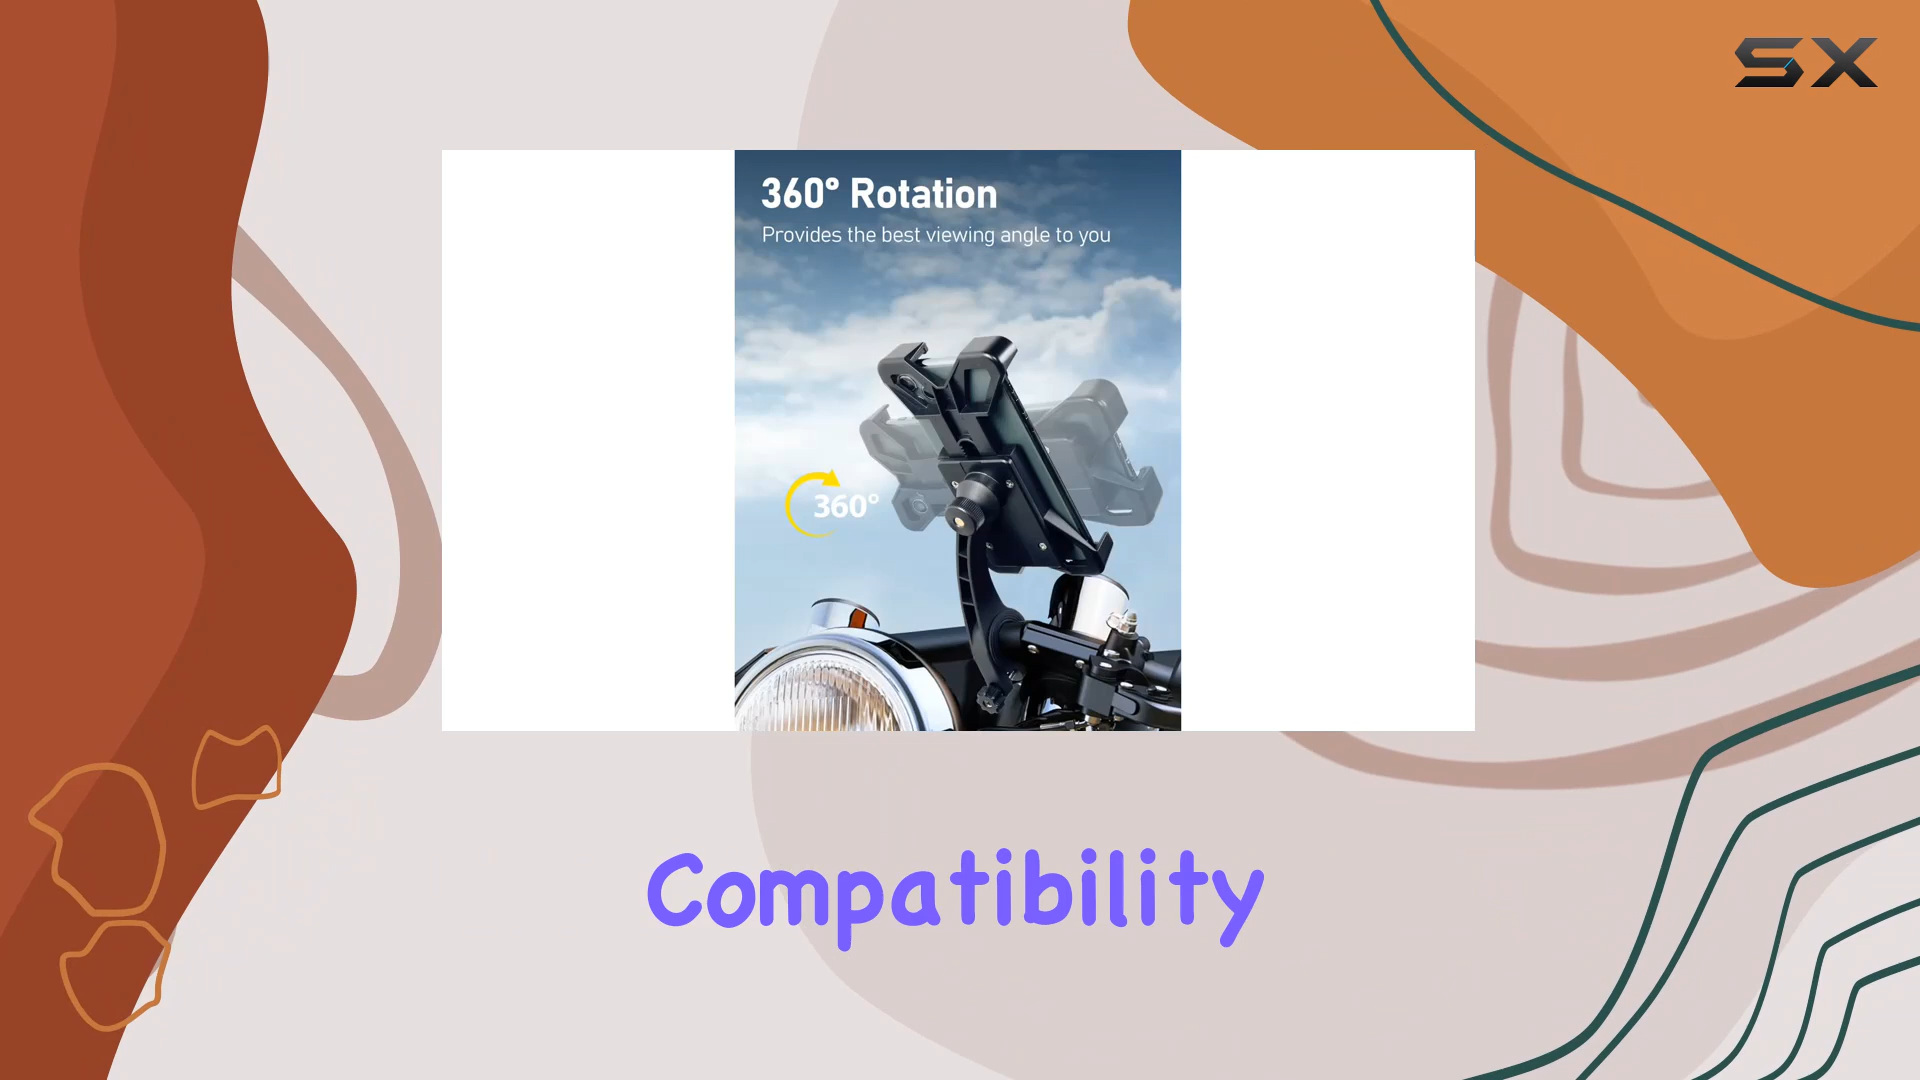 SX
360° Rotation
Provides the best viewing angle to you
360°
Compatibility